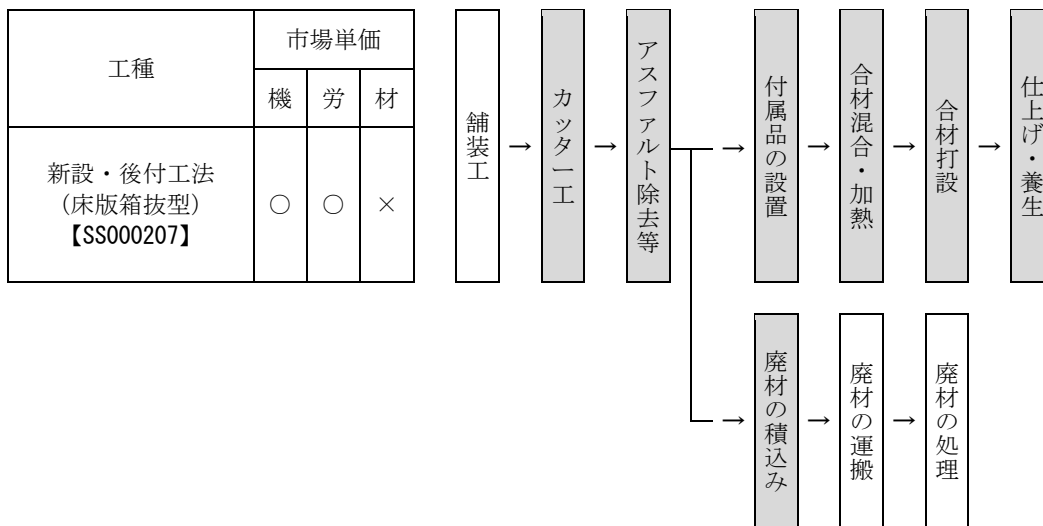 工種
市場単価
機 労 材
新設・後付工法
(床版箱抜型)
【SS000207】
○ ○ ×
舗装工
→
カッター工
→
アスファルト除去等
→
付属品の設置
→
合材混合・加熱
→
合材打設
→
仕上げ・養生
→
廃材の積込み
→
廃材の運搬
→
廃材の処理